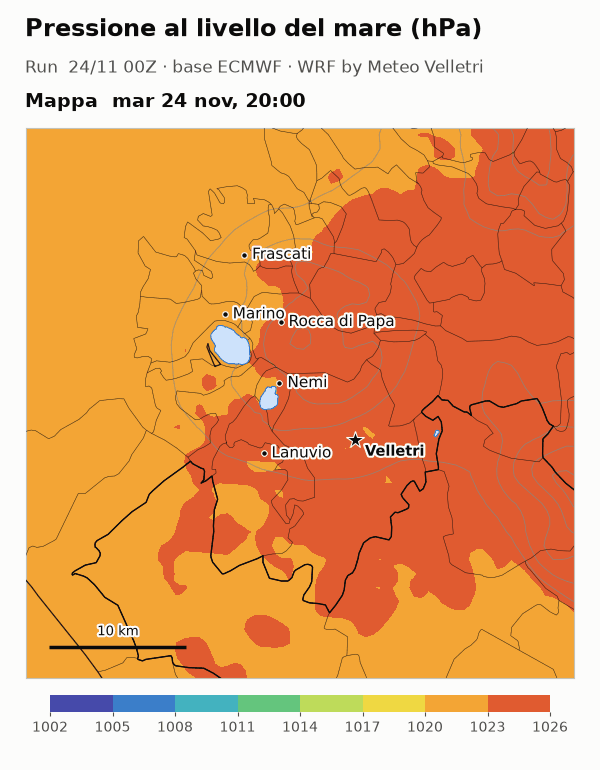 Pressione al livello del mare (hPa)
Run  24/11 00Z · base ECMWF · WRF by Meteo Velletri
Mappa  mar 24 nov, 20:00
Frascati
Marino
Rocca di Papa
Nemi
Velletri
Lanuvio
10 km
1002 1005 1008 1011 1014 1017 1020 1023 1026